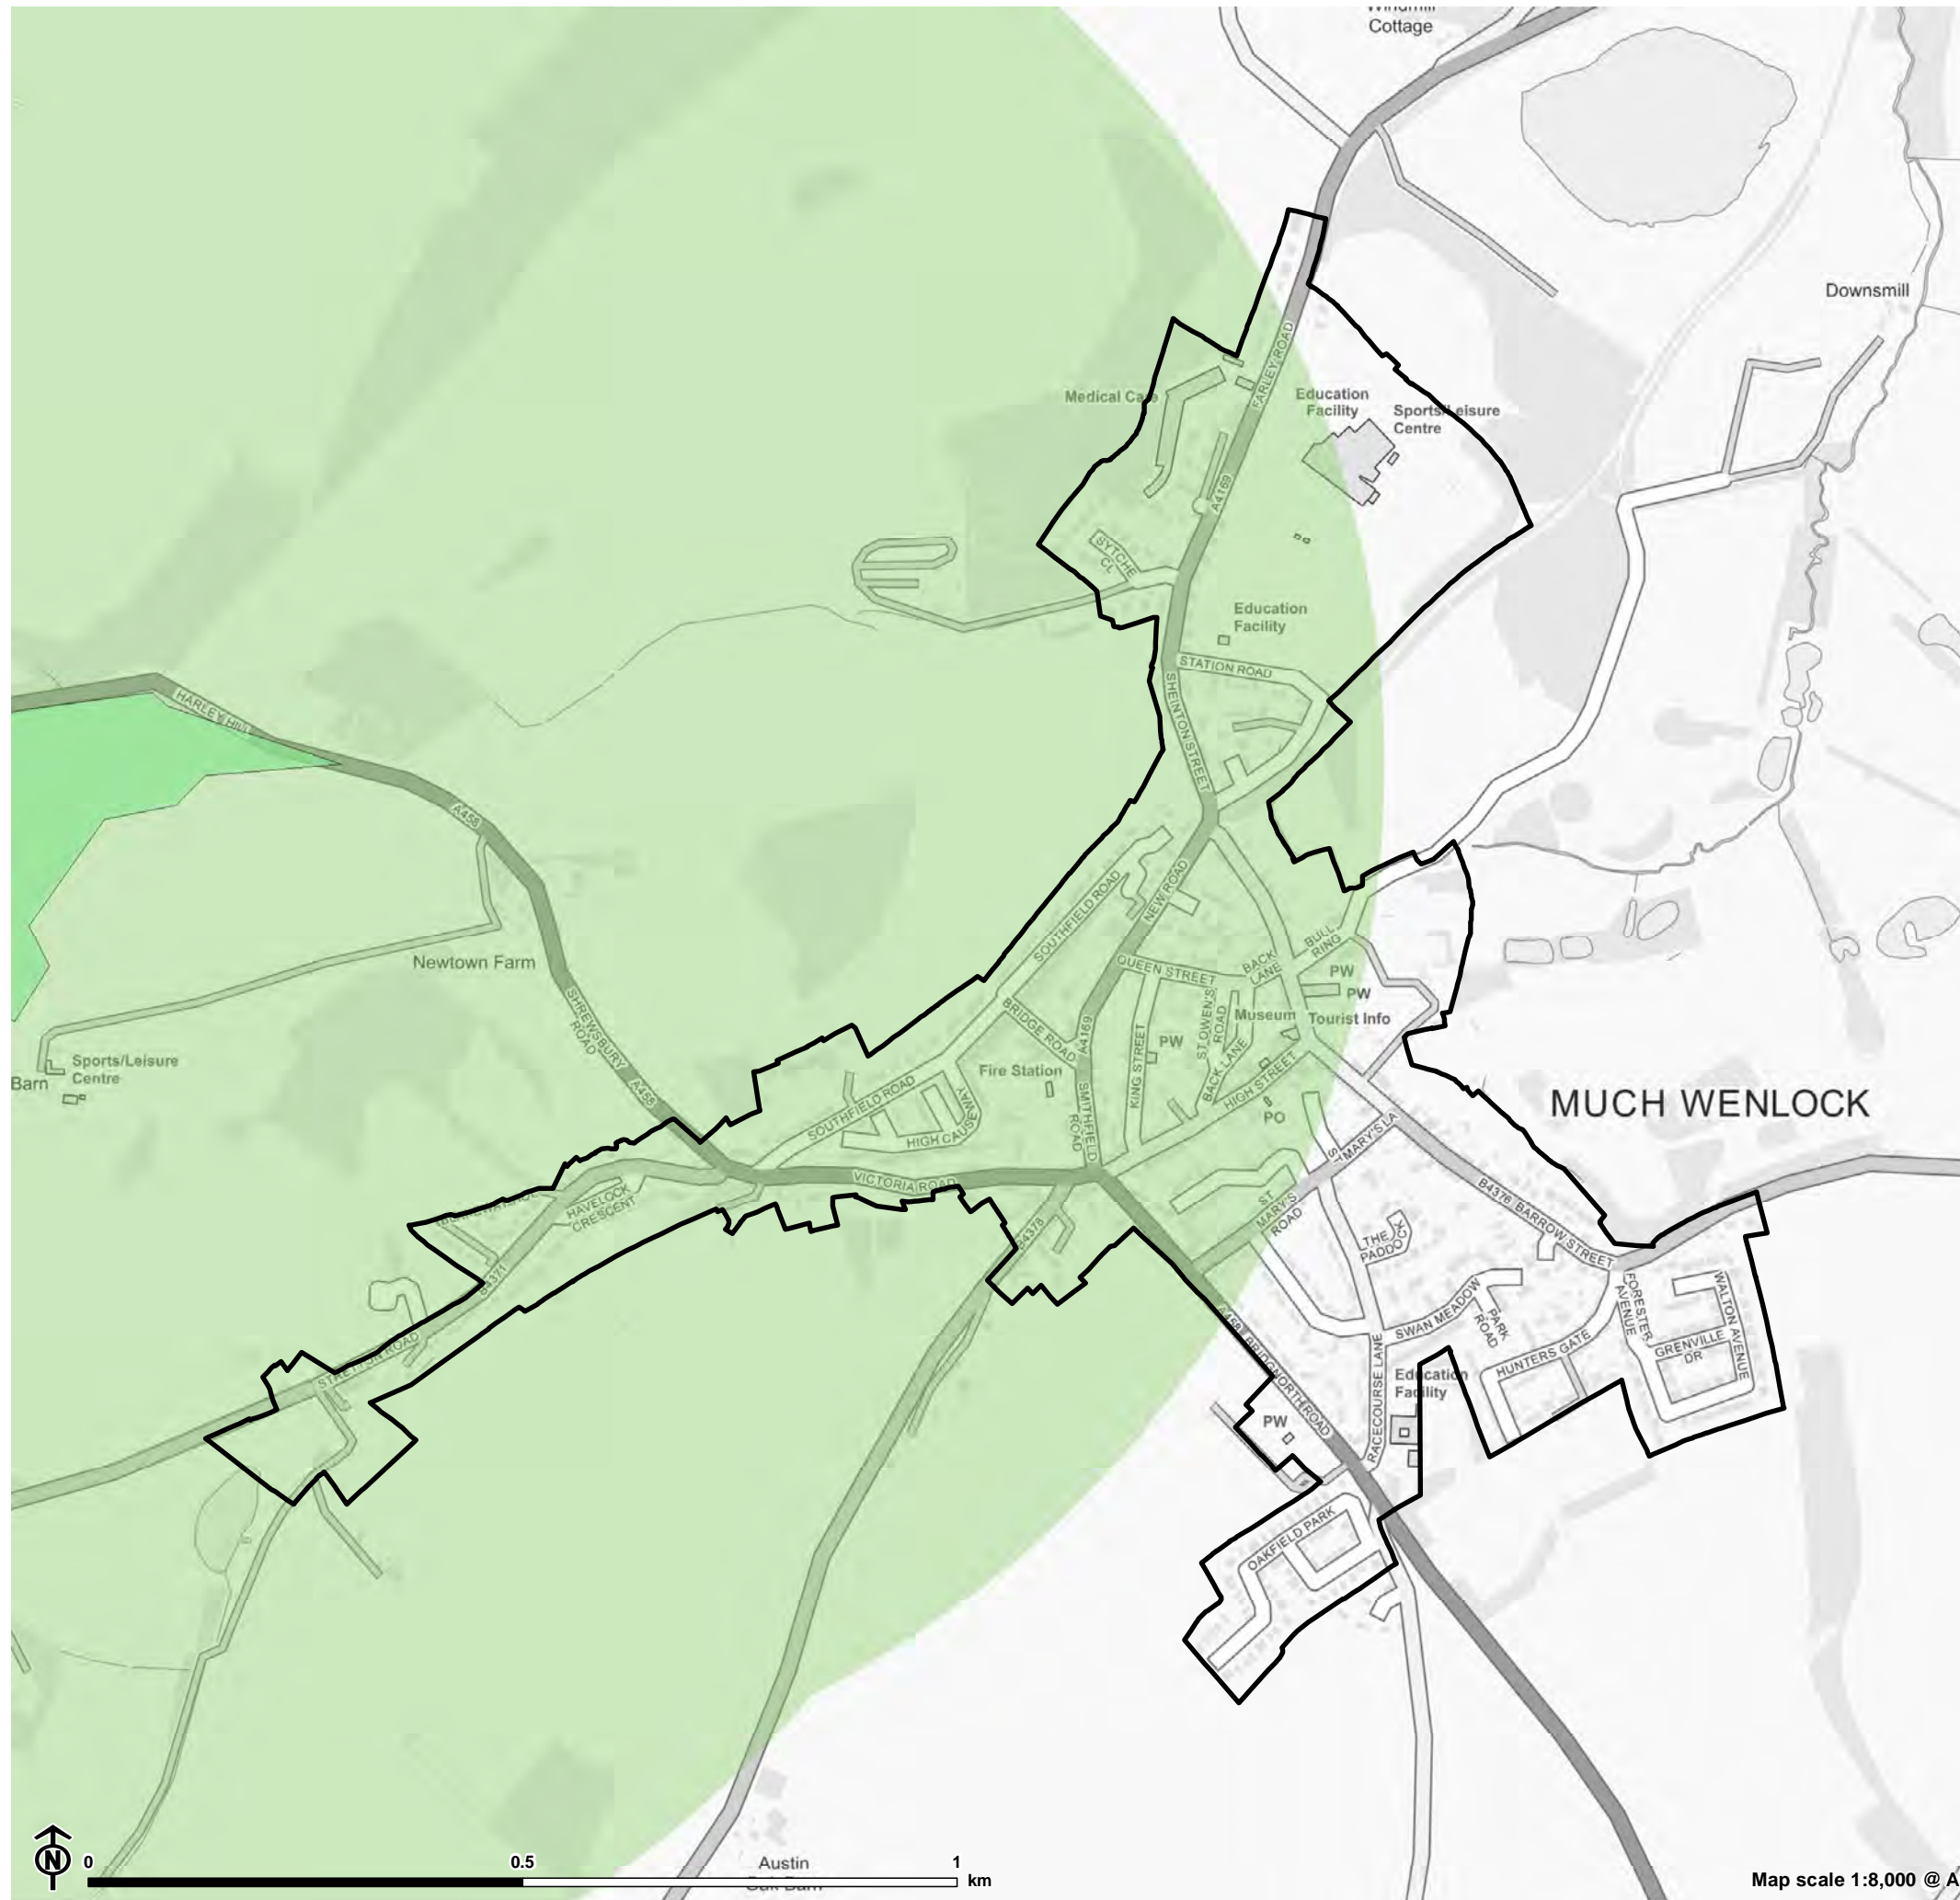 Cottage
Downsmill
FARLEY ROAD
Medical Care
Education
Facility
Sports/Leisure
Centre
A4169
SYTCHE
CL
Education
Facility
STATION ROAD
SHEINTON STREET
HARLEY HILL
A458
SOUTHFIELD ROAD
NEW ROAD
Newtown Farm
BULL
RING
BACK
LANE
QUEEN STREET
PW
PW
SHREWSBURY
ROAD
BRIDGE ROAD
A4169
ST OWEN'S
ROAD
Museum
Tourist Info
KING STREET
PW
BACK LANE
HIGH STREET
Sports/Leisure
Centre
Barn
Fire Station
A458
SOUTHFIELD ROAD
HIGH CAUSEWAY
SMITHFIELD
ROAD
PO
MUCH WENLOCK
ST
MARY'S LA
VICTORIA ROAD
HAVELOCK
CRESCENT
ST
MARY'S
ROAD
B4376 BARROW STREET
THE
PADDOCK
B4378
B4371
FORESTER
AVENUE
WALTON AVENUE
SWAN MEADOW
PARK
ROAD
GRENVILLE
DR
HUNTERS GATE
A458 BRIDGNORTH ROAD
RACECOURSE LANE
STRETTON ROAD
Education
Facility
PW
OAKFIELD PARK
Austin
N
0
0.5
1
km
Map scale 1:8,000 @ A